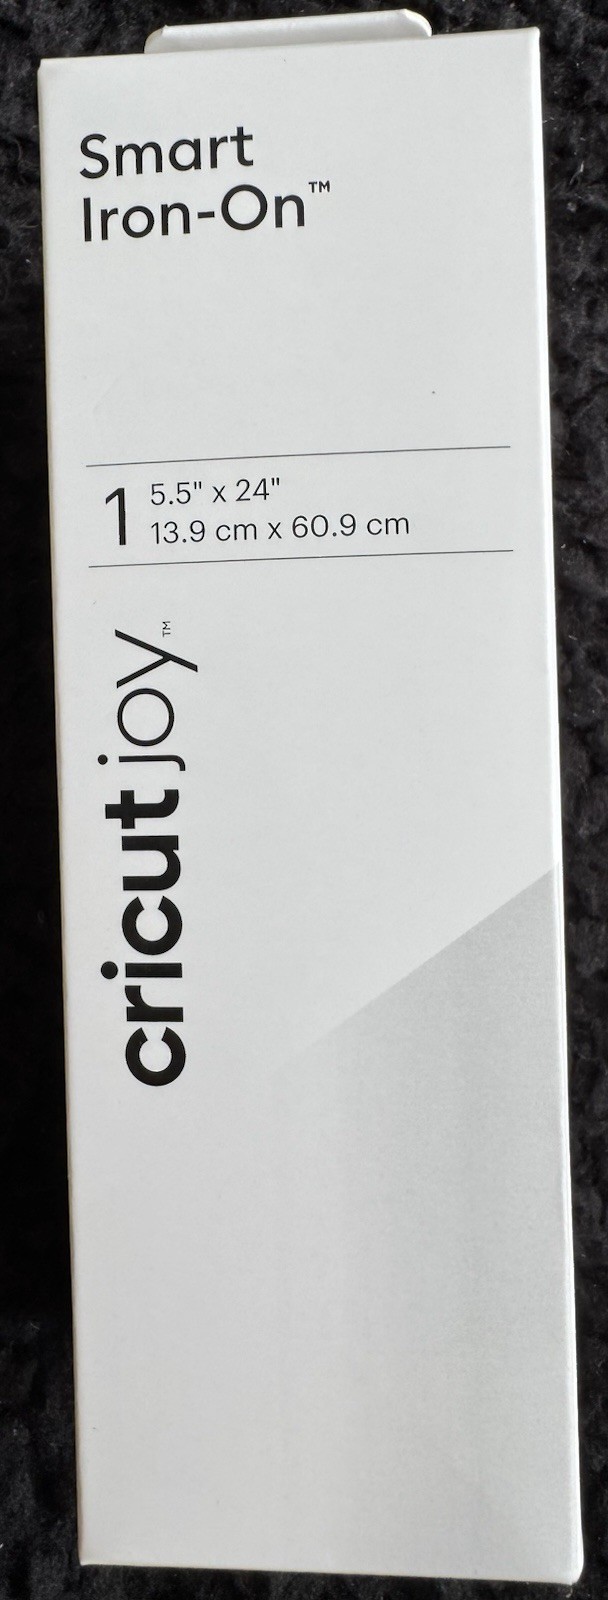 Smart
Iron-On™
1
5.5" x 24"
13.9 cm x 60.9 cm
cricut joy™